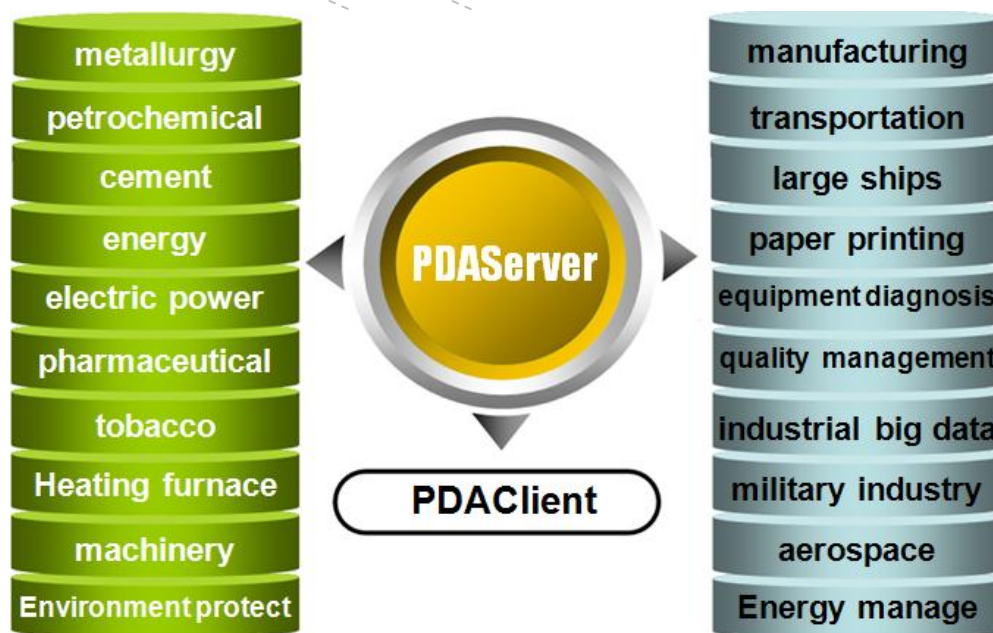 metallurgy
petrochemical
cement
energy
electric power
pharmaceutical
tobacco
Heating furnace
machinery
Environment protect
PDAServer
PDAClient
manufacturing
transportation
large ships
paper printing
equipment diagnosis
quality management
industrial big data
military industry
aerospace
Energy manage